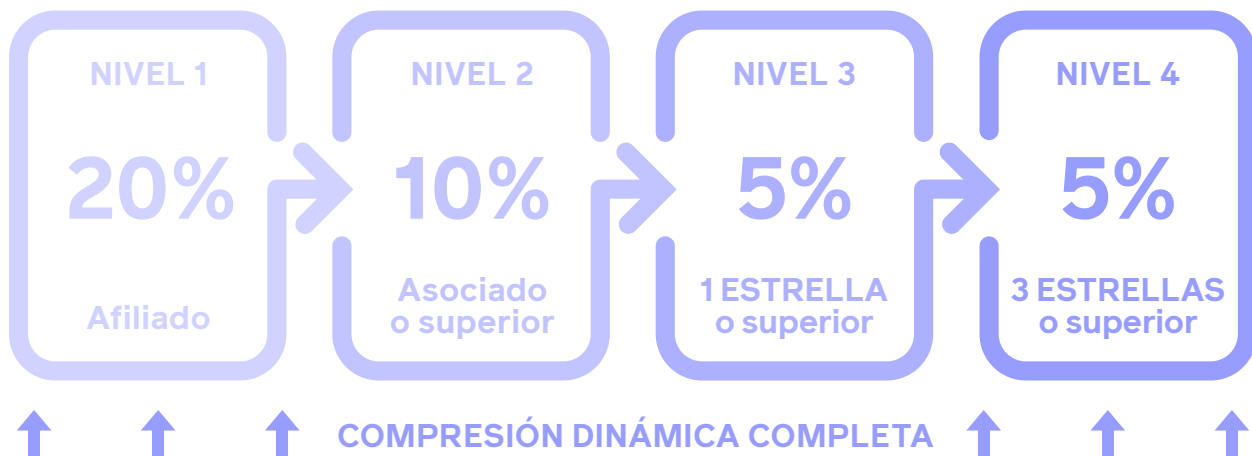 NIVEL 1
20%
Afiliado
NIVEL 2
10%
Asociado
o superior
NIVEL 3
5%
1 ESTRELLA
o superior
NIVEL 4
5%
3 ESTRELLAS
o superior
COMPRESIÓN DINÁMICA COMPLETA